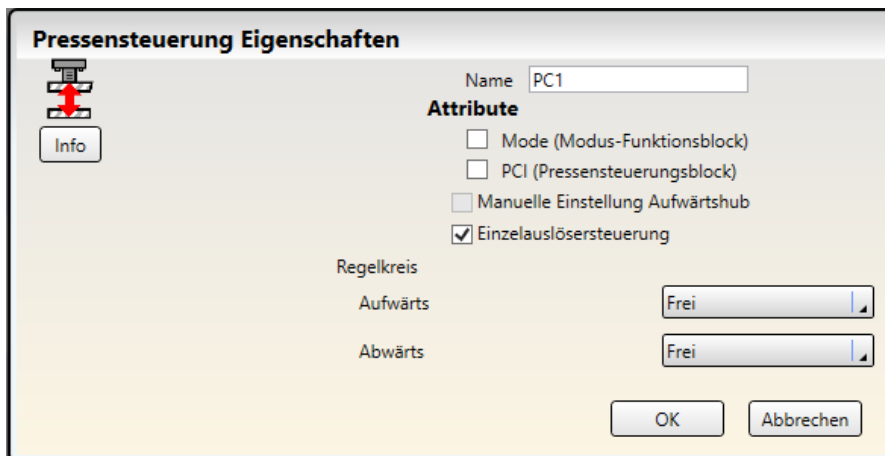 Pressensteuerung Eigenschaften
Name PC1
Attribute
Info
Mode (Modus-Funktionsblock)
PCI (Pressensteuerungsblock)
Manuelle Einstellung Aufwärtshub
Einzelauslösersteuerung
Regelkreis
Aufwärts Frei
Abwärts Frei
OK Abbrechen